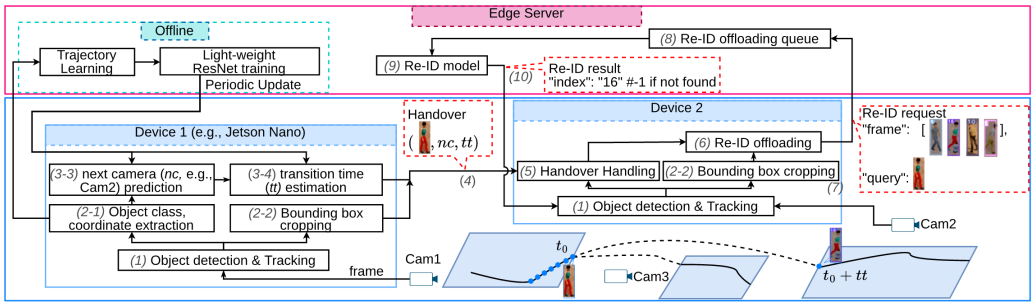 Edge Server
Offline
Trajectory
Learning
Light-weight
ResNet training
Periodic Update
(8) Re-ID offloading queue
(9) Re-ID model
(10)
Re-ID result
"index": "16" #-1 if not found
Device 1 (e.g., Jetson Nano)
(3-3) next camera (nc, e.g.,
Cam2) prediction
(3-4) transition time
(tt) estimation
(2-1) Object class,
coordinate extraction
(2-2) Bounding box
cropping
(1) Object detection & Tracking
frame
Handover
( , nc, tt)
(4)
Device 2
(6) Re-ID offloading
(5) Handover Handling
(2-2) Bounding box cropping
(7)
(1) Object detection & Tracking
Re-ID request
"frame": [ ],
"query":
Cam1
Cam2
Cam3
t0
t0 + tt